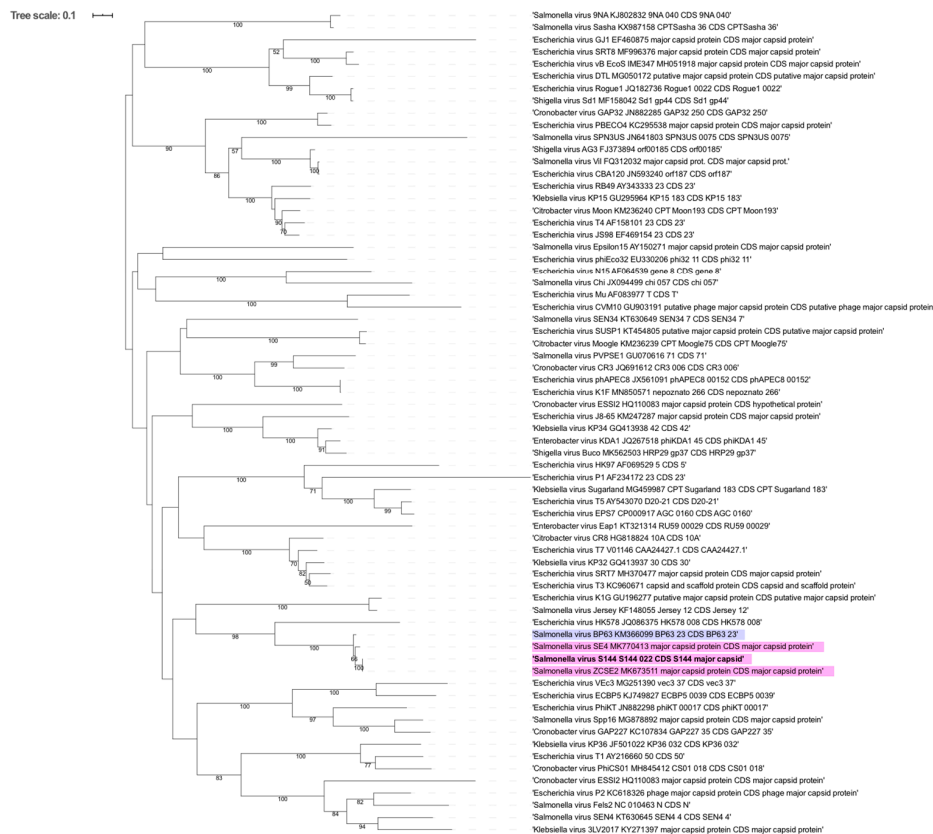 Tree scale: 0.1
'Salmonella virus 9NA KJ802832 9NA 040 CDS 9NA 040'
'Salmonella virus Sasha KX987158 CPTSasha 36 CDS CPTSasha 36'
'Escherichia virus GJ1 EF460875 major capsid protein CDS major capsid protein'
'Escherichia virus SRT8 MF996376 major capsid protein CDS major capsid protein'
'Escherichia virus vB EcoS IME347 MH051918 major capsid protein CDS major capsid protein'
'Escherichia virus DTL MG050172 putative major capsid protein CDS putative major capsid protein'
'Escherichia virus Rogue1 JQ182736 Rogue1 0022 CDS Rogue1 0022'
'Shigella virus Sd1 MF158042 Sd1 gp44 CDS Sd1 gp44'
'Cronobacter virus GAP32 JN882285 GAP32 250 CDS GAP32 250'
'Escherichia virus PBECO4 KC295538 major capsid protein CDS major capsid protein'
'Salmonella virus SPN3US JN641803 SPN3US 0075 CDS SPN3US 0075'
'Shigella virus AG3 FJ373894 orf00185 CDS orf00185'
'Salmonella virus ViI FQ312032 major capsid prot. CDS major capsid prot.'
'Escherichia virus CBA120 JN593240 orf187 CDS orf187'
'Escherichia virus RB49 AY343333 23 CDS 23'
'Klebsiella virus KP15 GU295964 KP15 183 CDS KP15 183'
'Citrobacter virus Moon KM236240 CPT Moon193 CDS CPT Moon193'
'Escherichia virus T4 AF158101 23 CDS 23'
'Escherichia virus JS98 EF469154 23 CDS 23'
'Salmonella virus Epsilon15 AY150271 major capsid protein CDS major capsid protein'
'Escherichia virus phiEco32 EU330206 phi32 11 CDS phi32 11'
'Escherichia virus N15 AF064539 gene 8 CDS gene 8'
'Salmonella virus Chi JX094499 chi 057 CDS chi 057'
'Escherichia virus Mu AF083977 T CDS T'
'Escherichia virus CVM10 GU903191 putative phage major capsid protein CDS putative phage major capsid protein
'Salmonella virus SEN34 KT630649 SEN34 7 CDS SEN34 7'
'Escherichia virus SUSP1 KT454805 putative major capsid protein CDS putative major capsid protein'
'Citrobacter virus Moogle KM236239 CPT Moogle75 CDS CPT Moogle75'
'Salmonella virus PVPSE1 GU070616 71 CDS 71'
'Cronobacter virus CR3 JQ691612 CR3 006 CDS CR3 006'
'Escherichia virus phAPEC8 JX561091 phAPEC8 00152 CDS phAPEC8 00152'
'Escherichia virus K1F MN850571 nepoznato 266 CDS nepoznato 266'
'Cronobacter virus ESSI2 HQ110083 major capsid protein CDS hypothetical protein'
'Escherichia virus J8-65 KM247287 major capsid protein CDS major capsid protein'
'Klebsiella virus KP34 GQ413938 42 CDS 42'
'Enterobacter virus KDA1 JQ267518 phiKDA1 45 CDS phiKDA1 45'
'Shigella virus Buco MK562503 HRP29 gp37 CDS HRP29 gp37'
'Escherichia virus HK97 AF069529 5 CDS 5'
'Escherichia virus P1 AF234172 23 CDS 23'
'Klebsiella virus Sugarland MG459987 CPT Sugarland 183 CDS CPT Sugarland 183'
'Escherichia virus T5 AY543070 D20-21 CDS D20-21'
'Escherichia virus EPS7 CP000917 AGC 0160 CDS AGC 0160'
'Enterobacter virus Eap1 KT321314 RU59 00029 CDS RU59 00029'
'Citrobacter virus CR8 HG818824 10A CDS 10A'
'Escherichia virus T7 V01146 CAA24427.1 CDS CAA24427.1'
'Klebsiella virus KP32 GQ413937 30 CDS 30'
'Escherichia virus SRT7 MH370477 major capsid protein CDS major capsid protein'
'Escherichia virus T3 KC960671 capsid and scaffold protein CDS capsid and scaffold protein'
'Escherichia virus K1G GU196277 putative major capsid protein CDS putative major capsid protein'
'Salmonella virus Jersey KF148055 Jersey 12 CDS Jersey 12'
'Escherichia virus HK578 JQ086375 HK578 008 CDS HK578 008'
'Salmonella virus BP63 KM366099 BP63 23 CDS BP63 23'
'Salmonella virus SE4 MK770413 major capsid protein CDS major capsid protein'
'Salmonella virus S144 S144 022 CDS S144 major capsid'
'Salmonella virus ZCSE2 MK673511 major capsid protein CDS major capsid protein'
'Escherichia virus VEc3 MG251390 vec3 37 CDS vec3 37'
'Escherichia virus ECBP5 KJ749827 ECBP5 0039 CDS ECBP5 0039'
'Escherichia virus PhiKT JN882298 phiKT 00017 CDS phiKT 00017'
'Salmonella virus Spp16 MG878892 major capsid protein CDS major capsid protein'
'Cronobacter virus GAP227 KC107834 GAP227 35 CDS GAP227 35'
'Klebsiella virus KP36 JF501022 KP36 032 CDS KP36 032'
'Escherichia virus T1 AY216660 50 CDS 50'
'Cronobacter virus PhiCS01 MH845412 CS01 018 CDS CS01 018'
'Cronobacter virus ESSI2 HQ110083 major capsid protein CDS major capsid protein'
'Escherichia virus P2 KC618326 phage major capsid protein CDS phage major capsid protein'
'Salmonella virus Fels2 NC 010463 N CDS N'
'Salmonella virus SEN4 KT630645 SEN4 4 CDS SEN4 4'
'Klebsiella virus 3LV2017 KY271397 major capsid protein CDS major capsid protein'
100
52
100
100
99
100
100
90
57
100
100
86
100
90
70
100
100
100
99
100
100
100
100
91
71
100
99
100
70
82
50
100
98
100
68
100
100
97
100
100
77
83
100
82
84
94